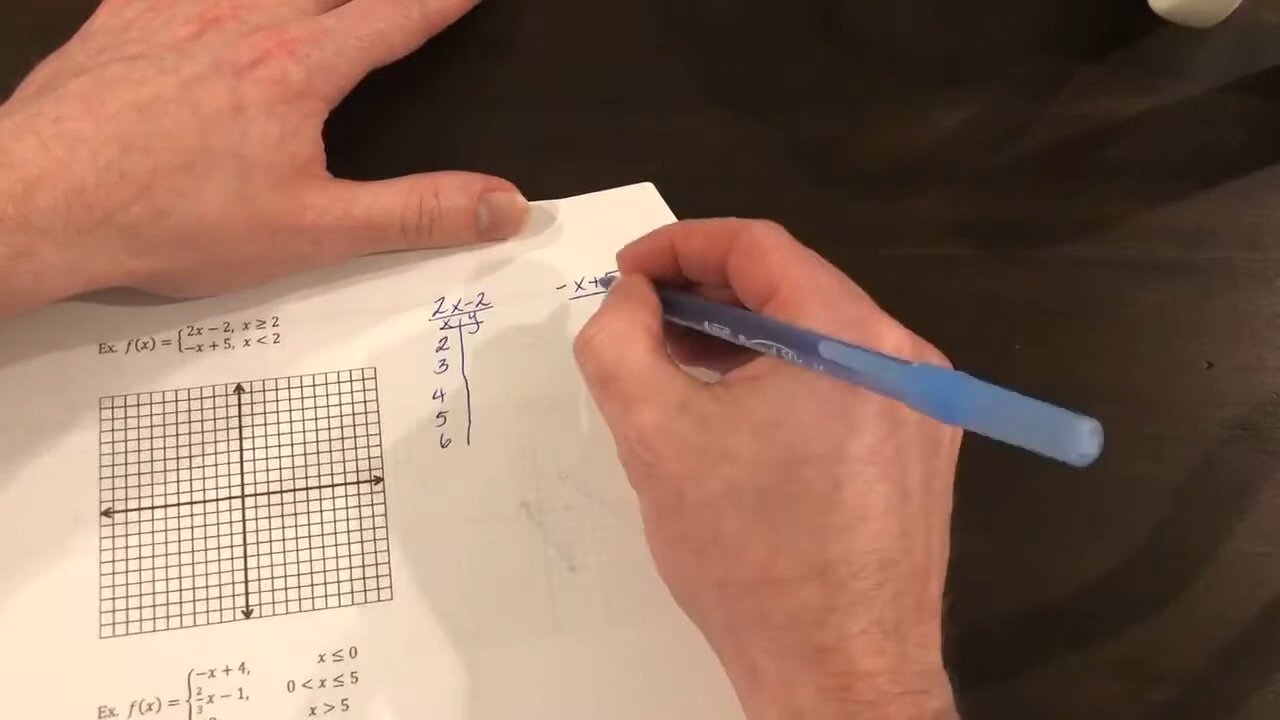 Ex. f(x) = {2x − 2, x ≥ 2
−x + 5, x < 2
2x-2
x y
2
3
4
5
6
-x+5
Ex. f(x) = {−x + 4, x ≤ 0
2/3x − 1, 0 < x ≤ 5
x > 5